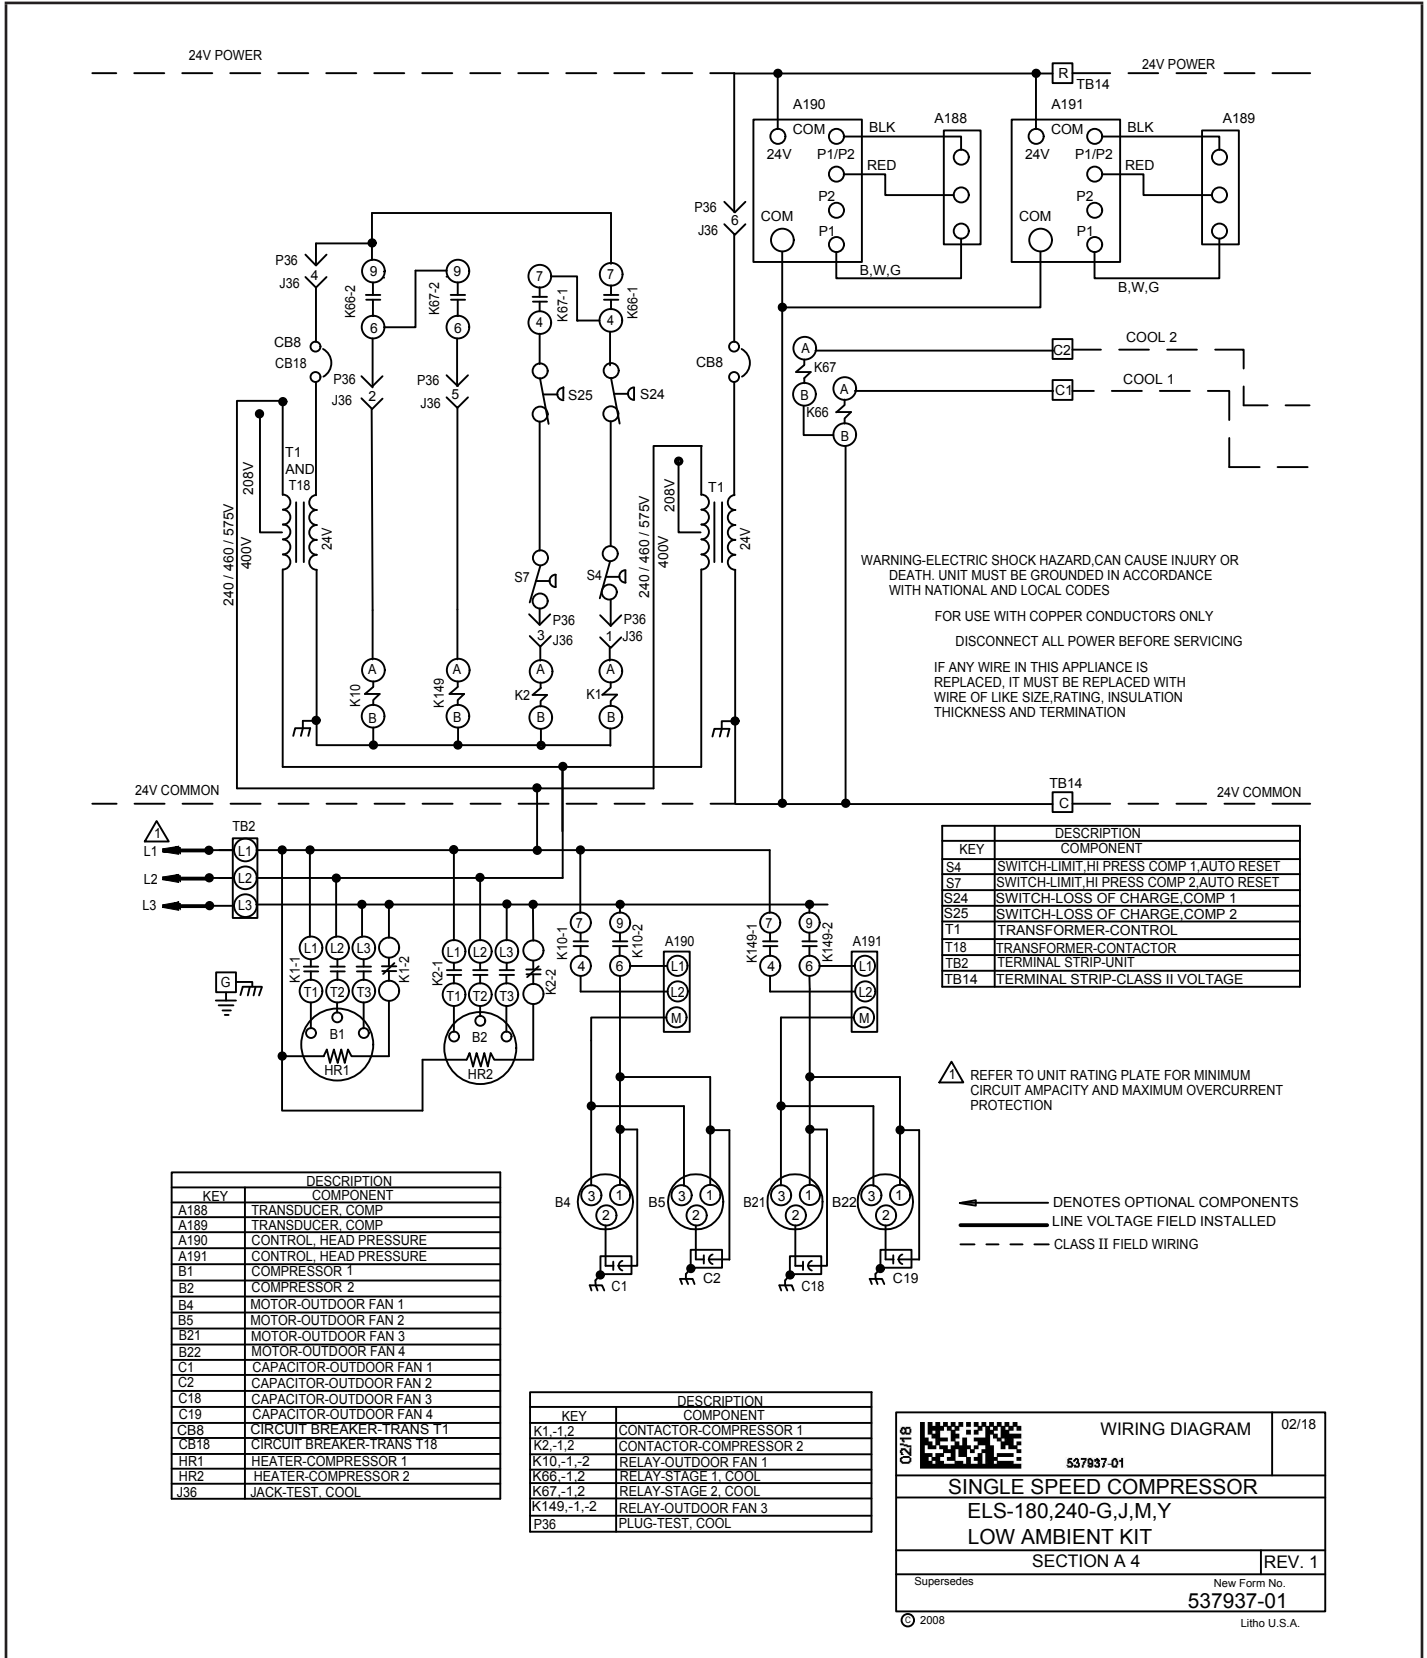 24V POWER
24V POWER
R
TB14
A190
A188
A191
A189
COM
BLK
COM
BLK
24V
P1/P2
24V
P1/P2
RED
RED
P2
P2
COM
COM
P1
P1
B,W,G
B,W,G
P36
6
J36
P36
4
J36
9
9
7
7
K66-2
K67-2
K67-1
K66-1
6
6
4
4
CB8
CB18
CB8
P36
2
J36
P36
5
J36
S25
S24
A
K67
B
A
K66
B
C2
COOL 2
C1
COOL 1
T1
AND
T18
208V
24V
240 / 460 / 575V
400V
T1
208V
24V
240 / 460 / 575V
400V
S7
S4
P36
3
J36
P36
1
J36
A
A
A
A
K10
K149
K2
K1
B
B
B
B
WARNING-ELECTRIC SHOCK HAZARD,CAN CAUSE INJURY OR
DEATH. UNIT MUST BE GROUNDED IN ACCORDANCE
WITH NATIONAL AND LOCAL CODES
FOR USE WITH COPPER CONDUCTORS ONLY
DISCONNECT ALL POWER BEFORE SERVICING
IF ANY WIRE IN THIS APPLIANCE IS
REPLACED, IT MUST BE REPLACED WITH
WIRE OF LIKE SIZE,RATING, INSULATION
THICKNESS AND TERMINATION
24V COMMON
TB14
C
24V COMMON
1
TB2
L1
L1
L2
L2
L3
L3
G
L1
L2
L3
K1-1
K1-2
T1
T2
T3
B1
HR1
L1
L2
L3
K2-1
K2-2
T1
T2
T3
B2
HR2
7
9
K10-1
K10-2
4
6
A190
L1
L2
M
7
9
K149-1
K149-2
4
6
A191
L1
L2
M
B4
3
1
2
B5
3
1
2
B21
3
1
2
B22
3
1
2
C1
C2
C18
C19
DESCRIPTION
KEY COMPONENT
S4 SWITCH-LIMIT,HI PRESS COMP 1,AUTO RESET
S7 SWITCH-LIMIT,HI PRESS COMP 2,AUTO RESET
S24 SWITCH-LOSS OF CHARGE,COMP 1
S25 SWITCH-LOSS OF CHARGE,COMP 2
T1 TRANSFORMER-CONTROL
T18 TRANSFORMER-CONTACTOR
TB2 TERMINAL STRIP-UNIT
TB14 TERMINAL STRIP-CLASS II VOLTAGE
1 REFER TO UNIT RATING PLATE FOR MINIMUM
CIRCUIT AMPACITY AND MAXIMUM OVERCURRENT
PROTECTION
DENOTES OPTIONAL COMPONENTS
LINE VOLTAGE FIELD INSTALLED
CLASS II FIELD WIRING
DESCRIPTION
KEY COMPONENT
A188 TRANSDUCER, COMP
A189 TRANSDUCER, COMP
A190 CONTROL, HEAD PRESSURE
A191 CONTROL, HEAD PRESSURE
B1 COMPRESSOR 1
B2 COMPRESSOR 2
B4 MOTOR-OUTDOOR FAN 1
B5 MOTOR-OUTDOOR FAN 2
B21 MOTOR-OUTDOOR FAN 3
B22 MOTOR-OUTDOOR FAN 4
C1 CAPACITOR-OUTDOOR FAN 1
C2 CAPACITOR-OUTDOOR FAN 2
C18 CAPACITOR-OUTDOOR FAN 3
C19 CAPACITOR-OUTDOOR FAN 4
CB8 CIRCUIT BREAKER-TRANS T1
CB18 CIRCUIT BREAKER-TRANS T18
HR1 HEATER-COMPRESSOR 1
HR2 HEATER-COMPRESSOR 2
J36 JACK-TEST, COOL
DESCRIPTION
KEY COMPONENT
K1,-1,2 CONTACTOR-COMPRESSOR 1
K2,-1,2 CONTACTOR-COMPRESSOR 2
K10,-1,-2 RELAY-OUTDOOR FAN 1
K66,-1,2 RELAY-STAGE 1, COOL
K67,-1,2 RELAY-STAGE 2, COOL
K149,-1,-2 RELAY-OUTDOOR FAN 3
P36 PLUG-TEST, COOL
02/18
WIRING DIAGRAM
02/18
537937-01
SINGLE SPEED COMPRESSOR
ELS-180,240-G,J,M,Y
LOW AMBIENT KIT
SECTION A 4
REV. 1
Supersedes
New Form No.
537937-01
© 2008
Litho U.S.A.